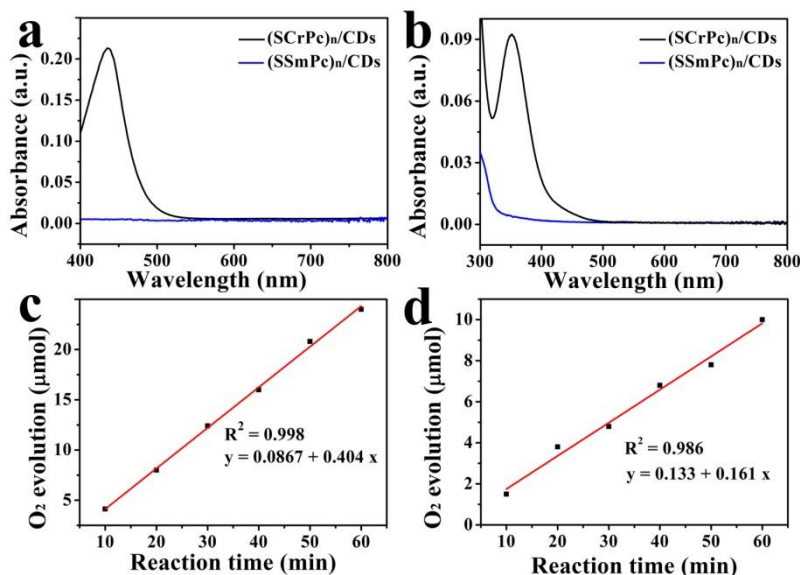 a
(SCrPc)n/CDs
(SSmPc)n/CDs
Absorbance (a.u.)
0.20
0.15
0.10
0.05
0.00
400 500 600 700 800
Wavelength (nm)
b
(SCrPc)n/CDs
(SSmPc)n/CDs
Absorbance (a.u.)
0.09
0.06
0.03
0.00
300 400 500 600 700 800
Wavelength (nm)
c
O₂ evolution (μmol)
20
15
10
5
R² = 0.998
y = 0.0867 + 0.404 x
10 20 30 40 50 60
Reaction time (min)
d
O₂ evolution (μmol)
10
8
6
4
2
0
R² = 0.986
y = 0.133 + 0.161 x
10 20 30 40 50 60
Reaction time (min)